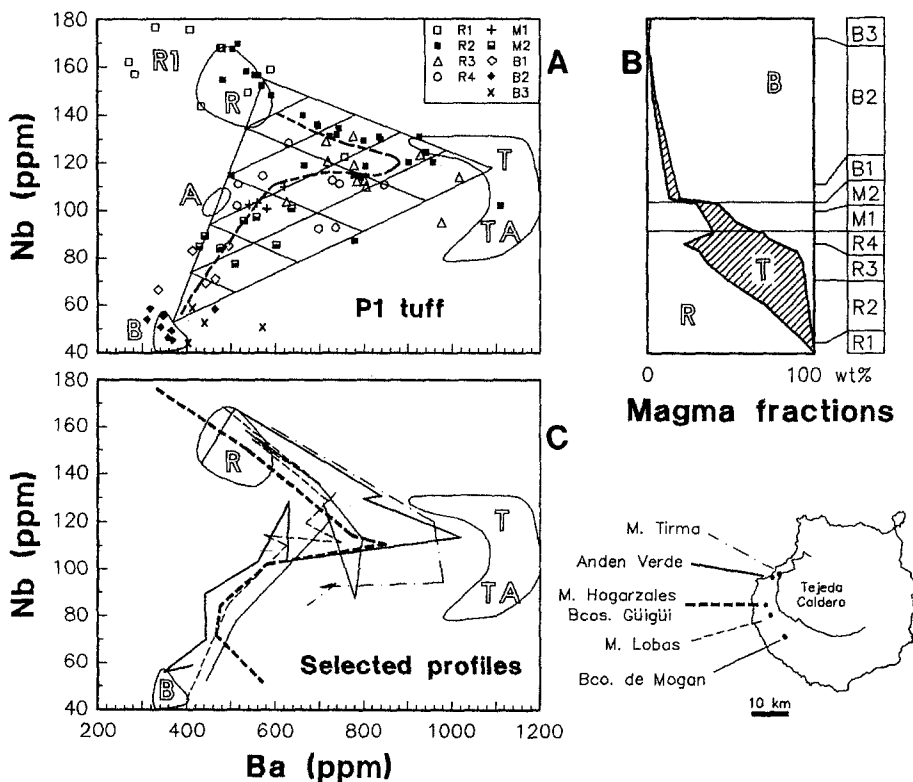 A
Nb (ppm)
180
160
140
120
100
80
60
40
R1
R
A
B
T
TA
P1 tuff
R1
R2
R3
R4
M1
M2
B1
B2
B3
B
B
T
R
B3
B2
B1
M2
M1
R4
R3
R2
R1
0
100
wt%
Magma fractions
C
Nb (ppm)
180
160
140
120
100
80
60
40
R
T
TA
B
Selected profiles
200
400
600
800
1000
1200
Ba (ppm)
M. Tirma
Anden Verde
M. Hogarzales
Bcos. Güigüi
M. Lobas
Bco. de Mogan
Tejeda
Caldera
10 km